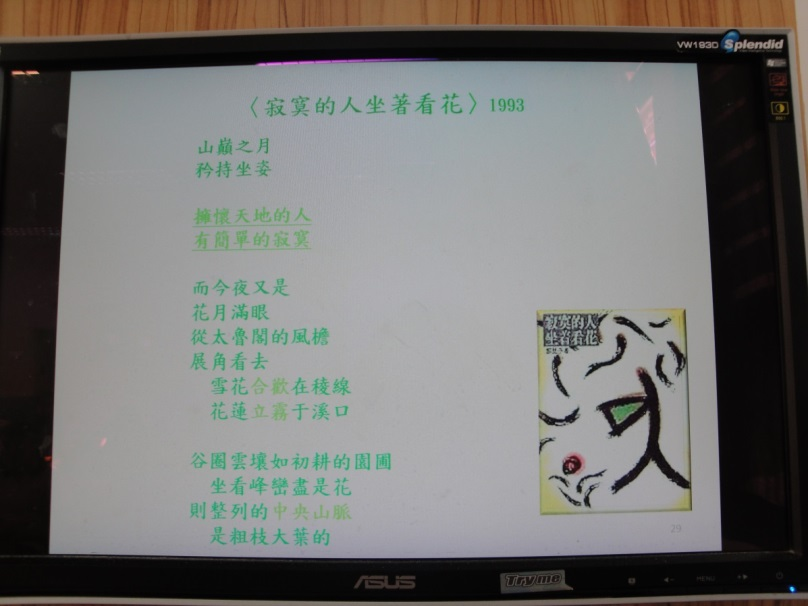 VW193D Splendid
〈寂寞的人坐著看花〉1993
山巔之月
矜持坐姿
擁懷天地的人
有簡單的寂寞
而今夜又是
花月滿眼
從太魯閣的風檐
展角看去
雪花合歡在稜線
花蓮立霧于溪口
谷圈雲壤如初耕的園圃
坐看峰巒盡是花
則整列的中央山脈
是粗枝大葉的
寂寞的人
坐著看花
29
ASUS
Try me
MENU